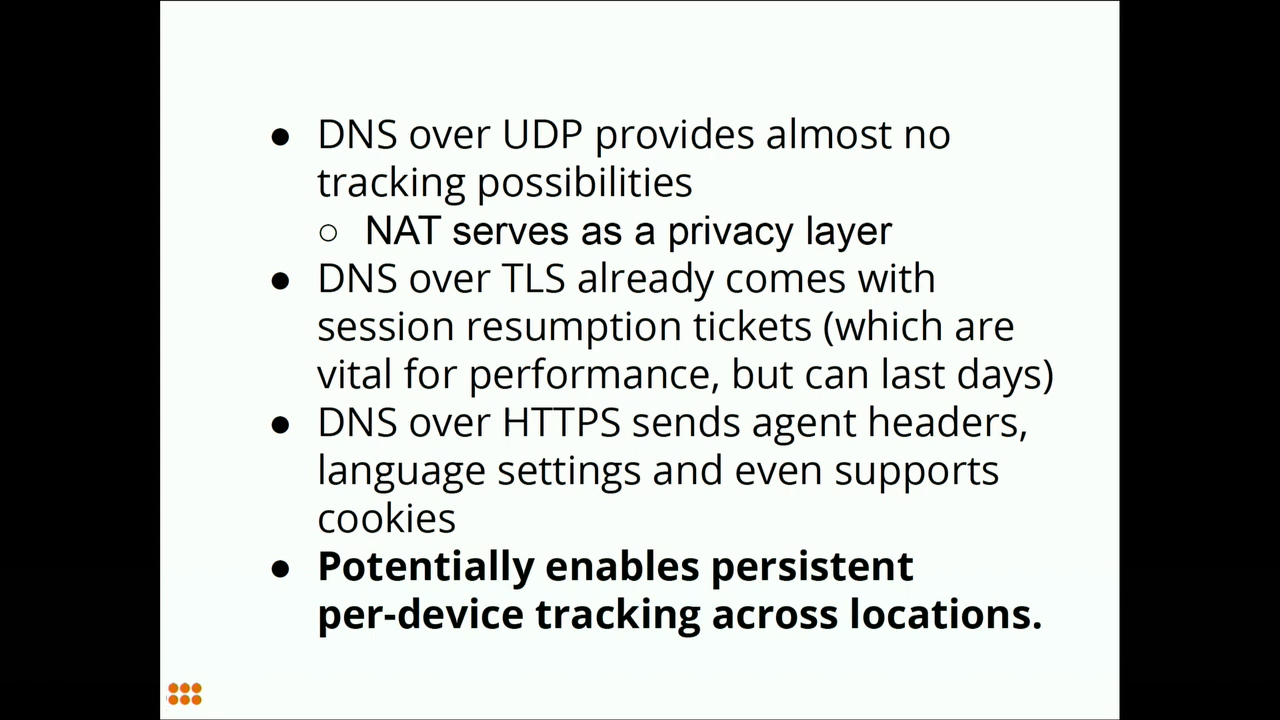 ● DNS over UDP provides almost no
tracking possibilities
○ NAT serves as a privacy layer
● DNS over TLS already comes with
session resumption tickets (which are
vital for performance, but can last days)
● DNS over HTTPS sends agent headers,
language settings and even supports
cookies
● Potentially enables persistent
per-device tracking across locations.